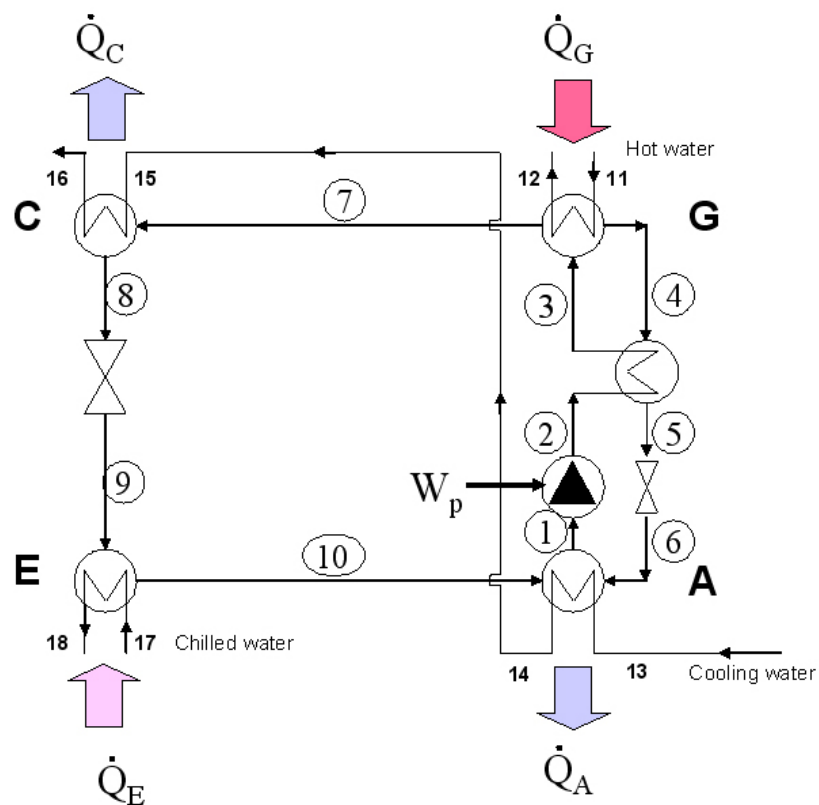 Q̇C
Q̇G
Hot water
16
15
12
11
C
7
G
8
3
4
2
5
Wp
9
1
6
E
10
A
18
17
Chilled water
14
13
Cooling water
Q̇E
Q̇A